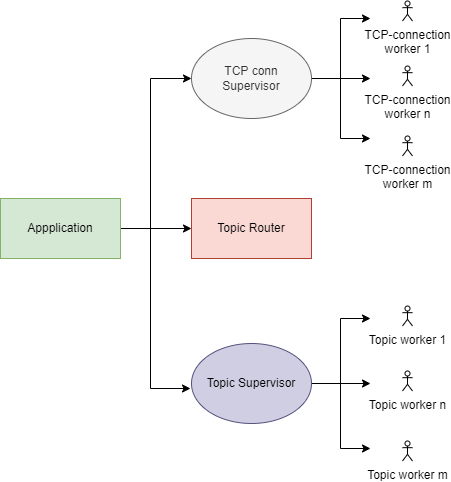 TCP-connection
worker 1
TCP conn
Supervisor
TCP-connection
worker n
TCP-connection
worker m
Appplication
Topic Router
Topic worker 1
Topic Supervisor
Topic worker n
Topic worker m